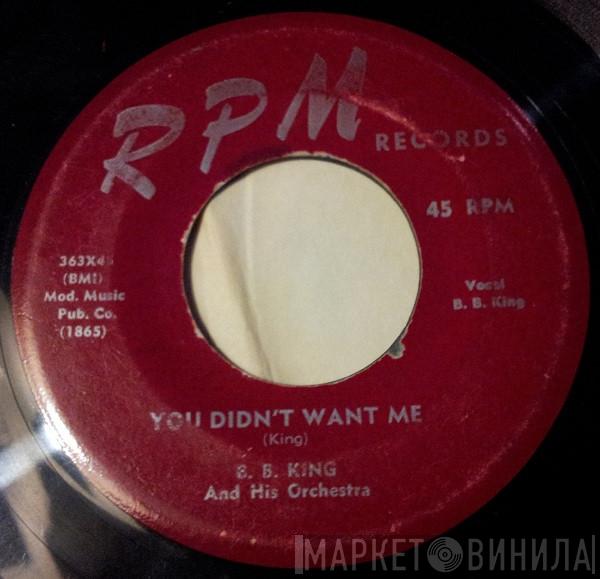 RPM
RECORDS
45 RPM
363X45
(BMI)
Mod. Music
Pub. Co.
(1865)
Vocal
B. B. King
YOU DIDN'T WANT ME
(King)
B. B. KING
And His Orchestra
МАРКЕТ ВИНИЛА